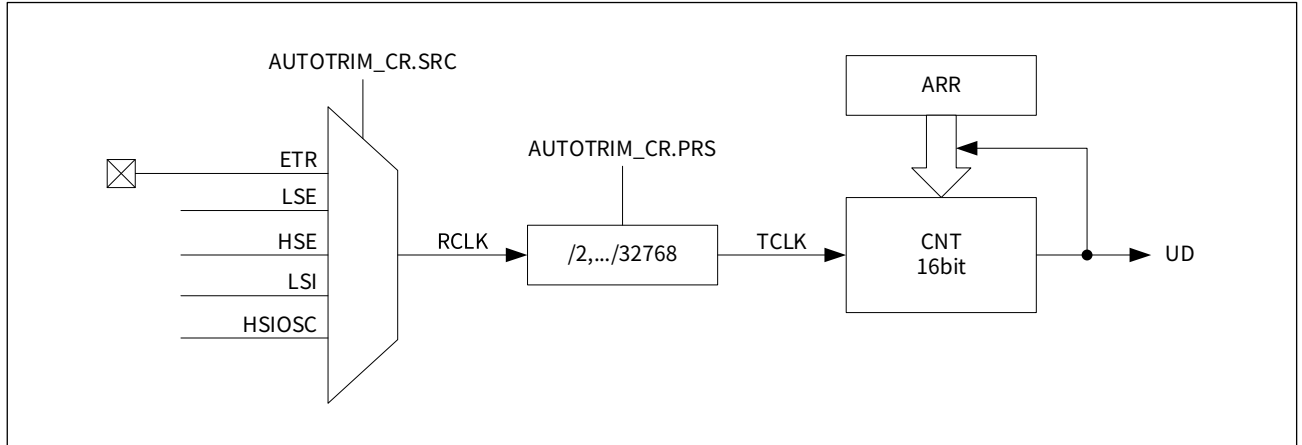 AUTOTRIM_CR.SRC
ARR
AUTOTRIM_CR.PRS
ETR
LSE
HSE
RCLK
/2,.../32768
TCLK
CNT
16bit
UD
LSI
HSIOSC